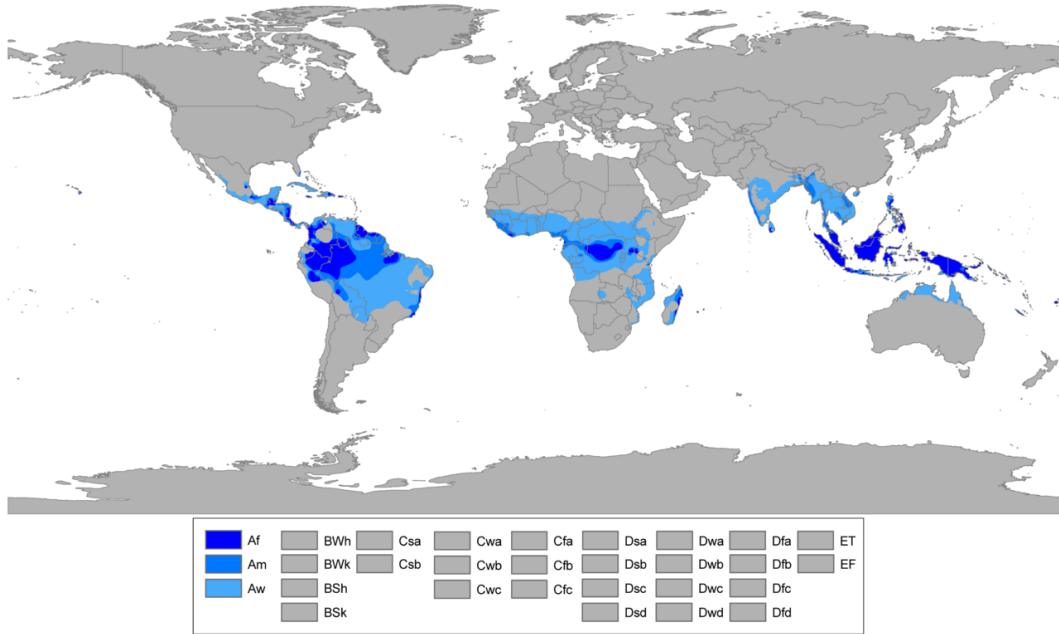 Af BWh Csa Cwa Cfa Dsa Dwa Dfa ET
Am BWk Csb Cwb Cfb Dsb Dwb Dfb EF
Aw BSh Cwc Cfc Dsc Dwc Dfc
BSk Dsd Dwd Dfd